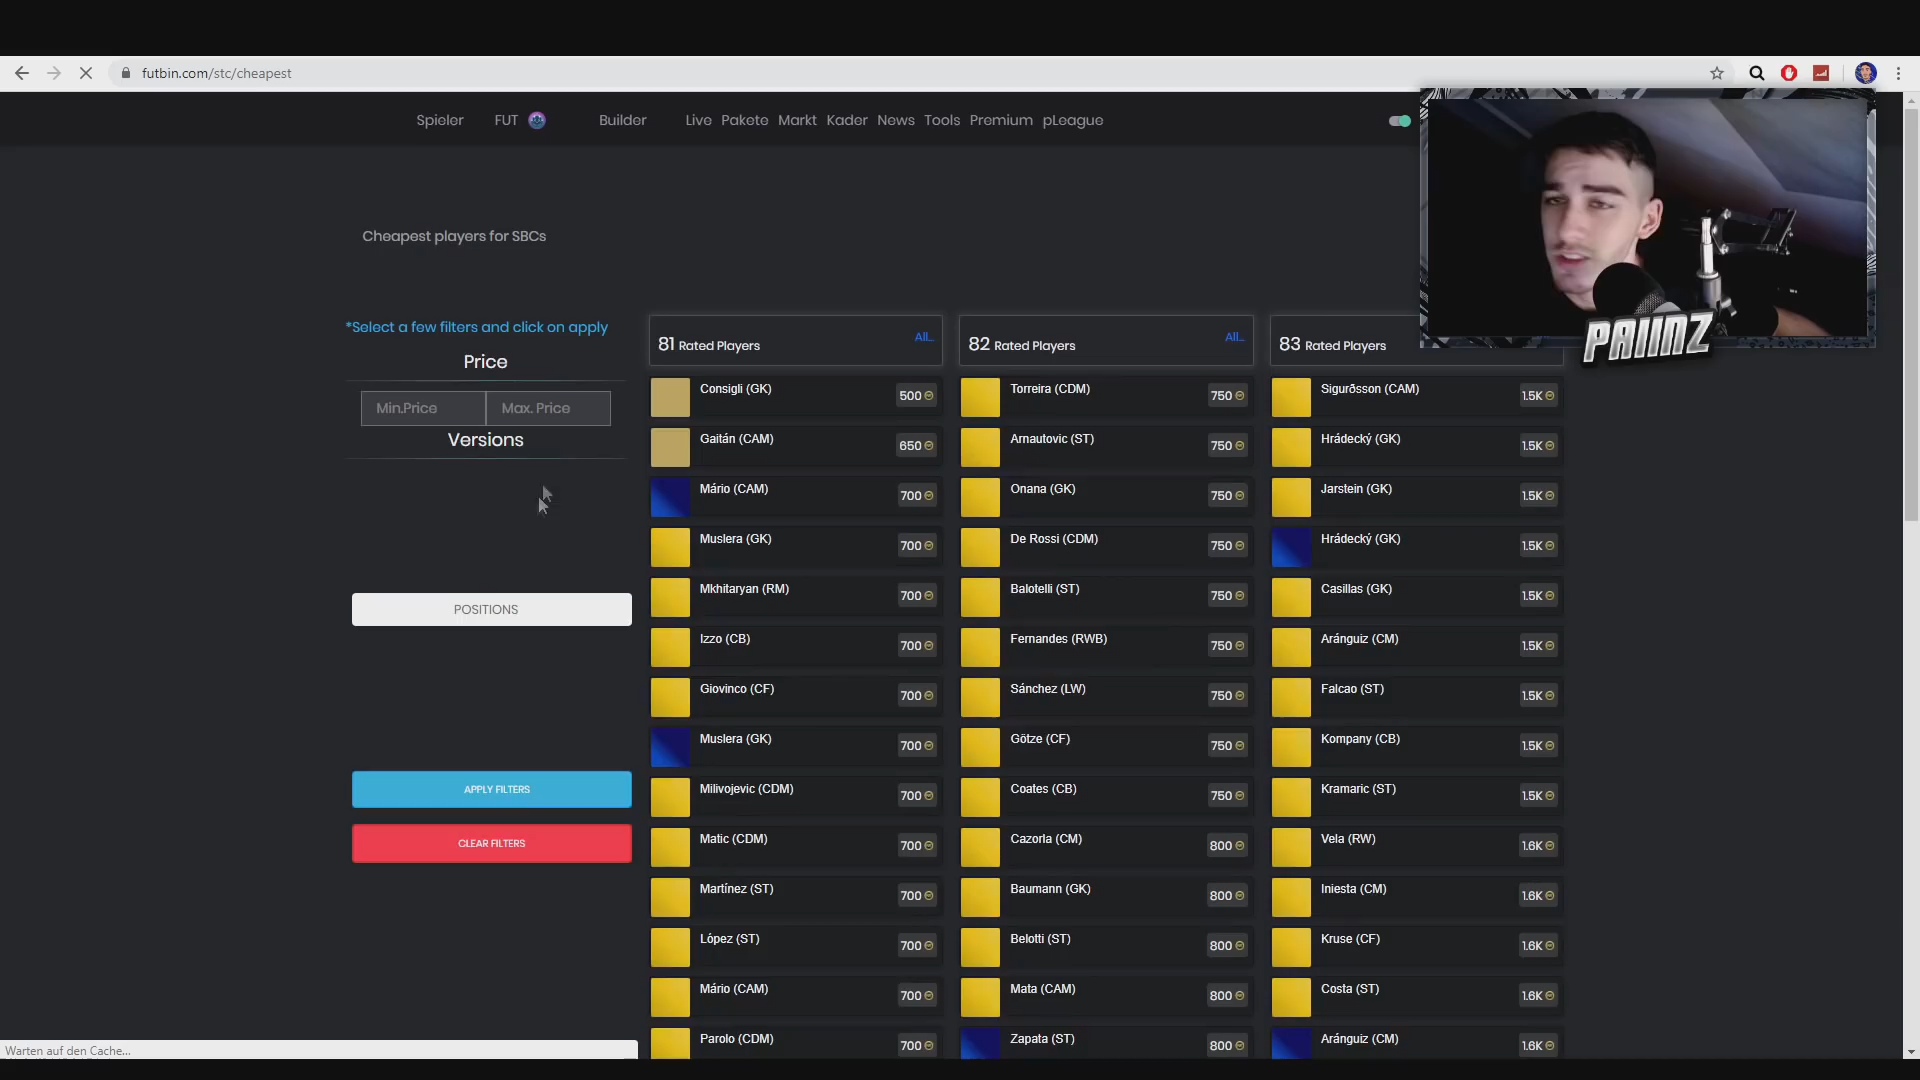 futbin.com/stc/cheapest
Spieler FUT Builder Live Pakete Markt Kader News Tools Premium pLeague
PAIINZ
Cheapest players for SBCs
*Select a few filters and click on apply
Price
Min.Price Max. Price
Versions
POSITIONS
APPLY FILTERS
CLEAR FILTERS
81 Rated Players All..
Consigli (GK) 500
Gaitán (CAM) 650
Mário (CAM) 700
Muslera (GK) 700
Mkhitaryan (RM) 700
Izzo (CB) 700
Giovinco (CF) 700
Muslera (GK) 700
Milivojevic (CDM) 700
Matic (CDM) 700
Martínez (ST) 700
López (ST) 700
Mário (CAM) 700
Parolo (CDM) 700
82 Rated Players All..
Torreira (CDM) 750
Arnautovic (ST) 750
Onana (GK) 750
De Rossi (CDM) 750
Balotelli (ST) 750
Fernandes (RWB) 750
Sánchez (LW) 750
Götze (CF) 750
Coates (CB) 750
Cazorla (CM) 800
Baumann (GK) 800
Belotti (ST) 800
Mata (CAM) 800
Zapata (ST) 800
83 Rated Players
Sigurðsson (CAM) 1.5K
Hrádecký (GK) 1.5K
Jarstein (GK) 1.5K
Hrádecký (GK) 1.5K
Casillas (GK) 1.5K
Aránguiz (CM) 1.5K
Falcao (ST) 1.5K
Kompany (CB) 1.5K
Kramaric (ST) 1.5K
Vela (RW) 1.6K
Iniesta (CM) 1.6K
Kruse (CF) 1.6K
Costa (ST) 1.6K
Aránguiz (CM) 1.6K
Warten auf den Cache...